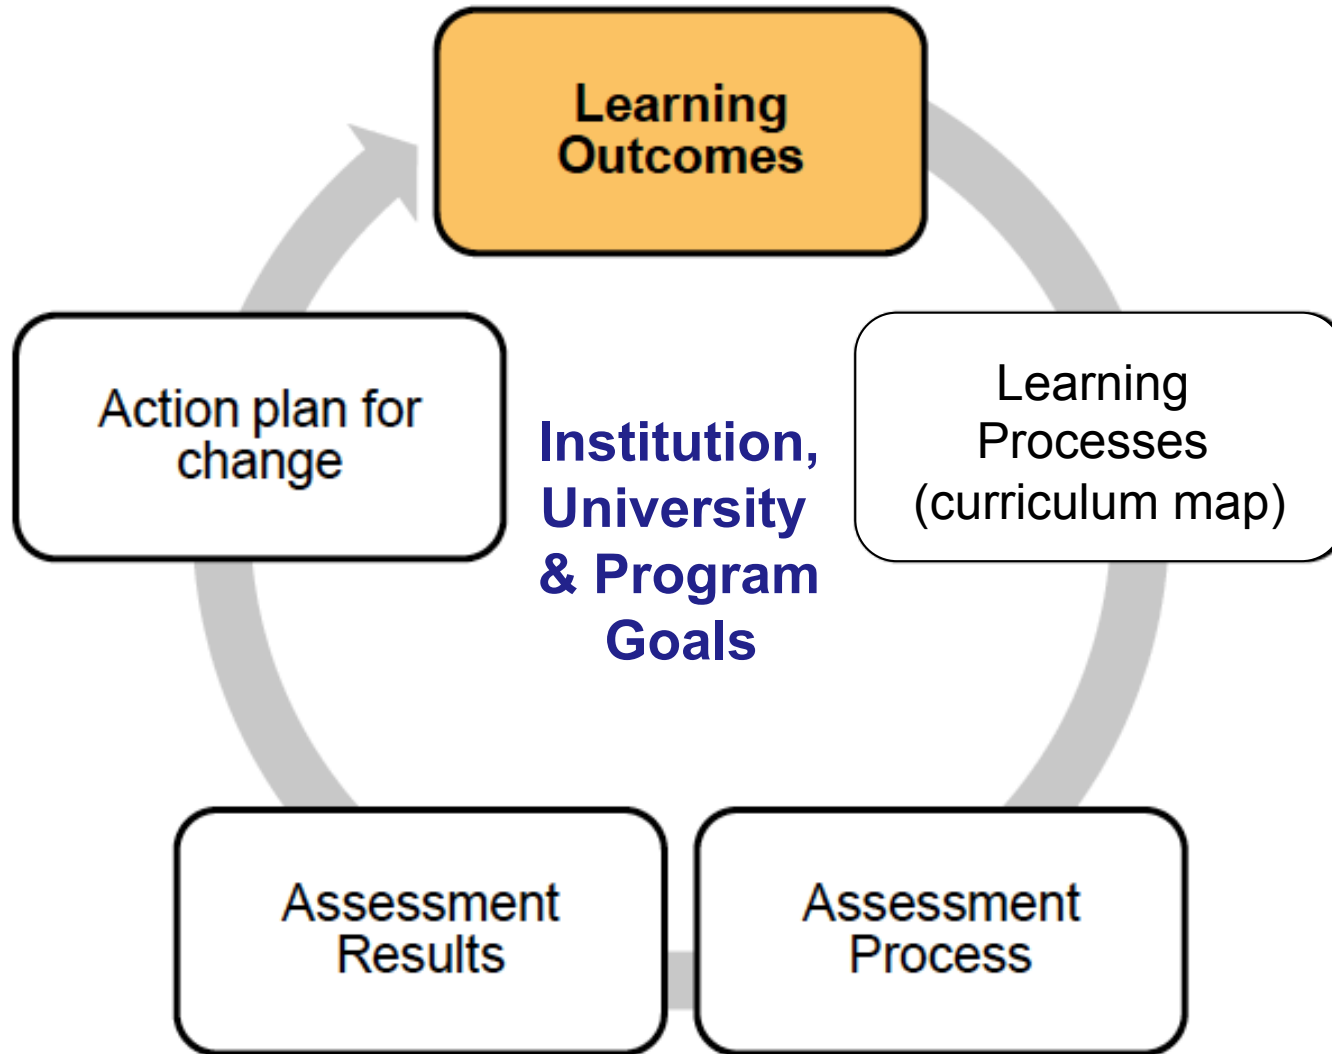 Learning
Outcomes
Learning
Processes
(curriculum map)
Assessment
Process
Assessment
Results
Action plan for
change
Institution,
University
& Program
Goals